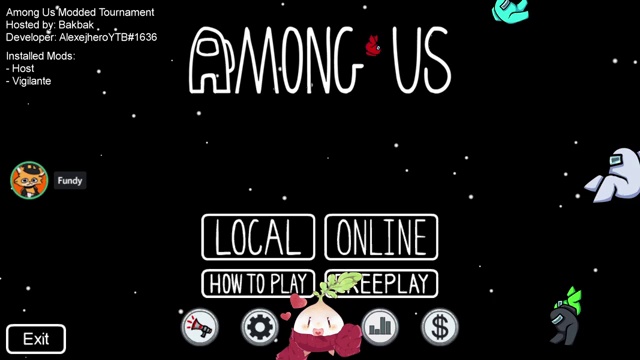 Among Us Modded Tournament
Hosted by: Bakbak
Developer: AlexejheroYTB#1636
Installed Mods:
- Host
- Vigilante
AMONG US
Fundy
LOCAL
ONLINE
HOW TO PLAY
FREEPLAY
$
Exit